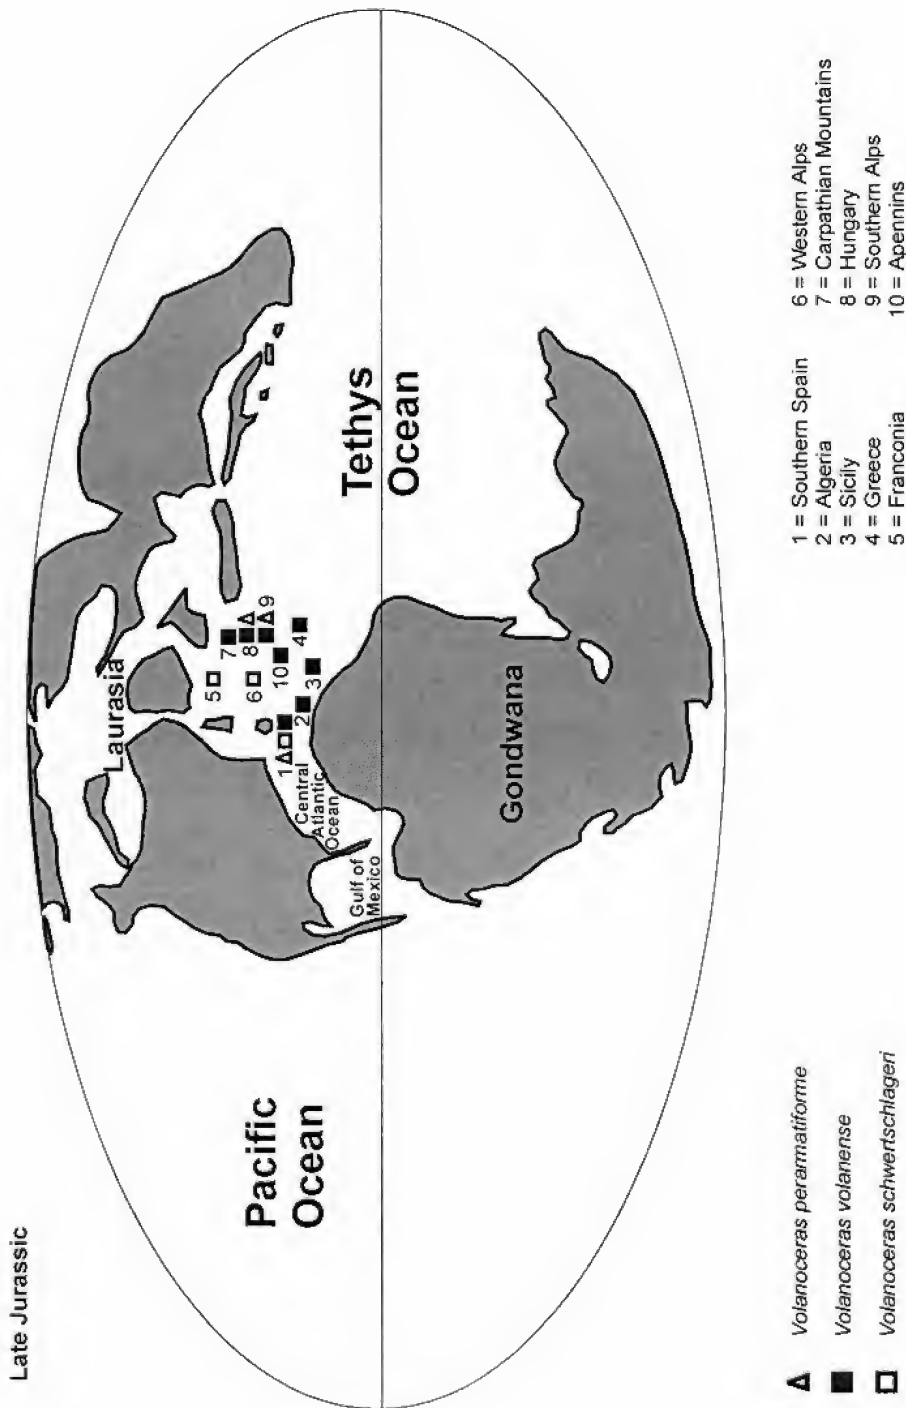 Late Jurassic
Laurasia
Pacific
Ocean
Tethys
Ocean
Gondwana
Central
Atlantic
Ocean
Gulf of
Mexico
1
2
3
4
5
6
7
8
9
10
Volanoceras perarmatiforme
Volanoceras volanense
Volanoceras schwertschlageri
1 = Southern Spain
2 = Algeria
3 = Sicily
4 = Greece
5 = Franconia
6 = Western Alps
7 = Carpathian Mountains
8 = Hungary
9 = Southern Alps
10 = Apennins